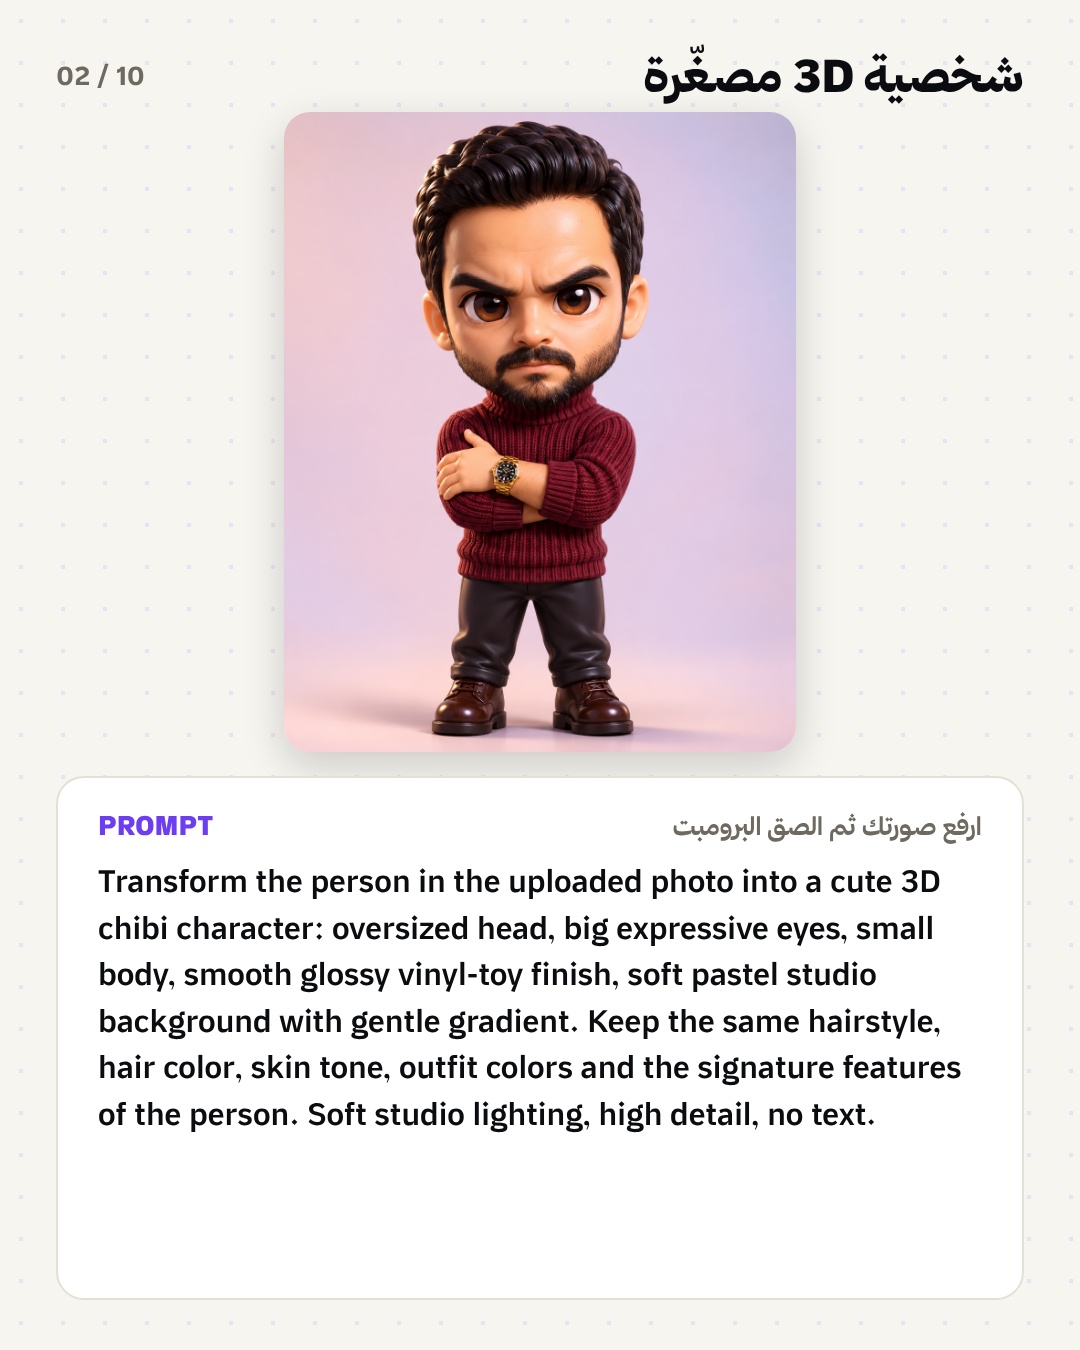 شخصية 3D مصغّرة
02 / 10
PROMPT
ارفع صورتك ثم الصق البرومبت
Transform the person in the uploaded photo into a cute 3D
chibi character: oversized head, big expressive eyes, small
body, smooth glossy vinyl-toy finish, soft pastel studio
background with gentle gradient. Keep the same hairstyle,
hair color, skin tone, outfit colors and the signature features
of the person. Soft studio lighting, high detail, no text.